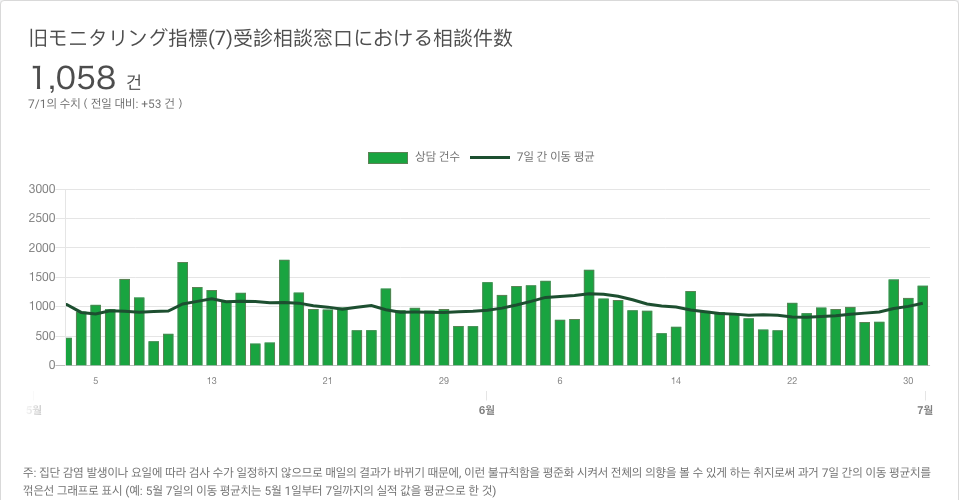 旧モニタリング指標(7)受診相談窓口における相談件数
1,058 건
7/1의 수치 ( 전일 대비: +53 건 )
상담 건수 7일 간 이동 평균
3000
2500
2000
1500
1000
500
0
5 13 21 29 6 14 22 30
5월 6월 7월
주: 집단 감염 발생이나 요일에 따라 검사 수가 일정하지 않으므로 매일의 결과가 바뀌기 때문에, 이런 불규칙함을 평준화 시켜서 전체의 의향을 볼 수 있게 하는 취지로써 과거 7일 간의 이동 평균치를
꺾은선 그래프로 표시 (예: 5월 7일의 이동 평균치는 5월 1일부터 7일까지의 실적 값을 평균으로 한 것)